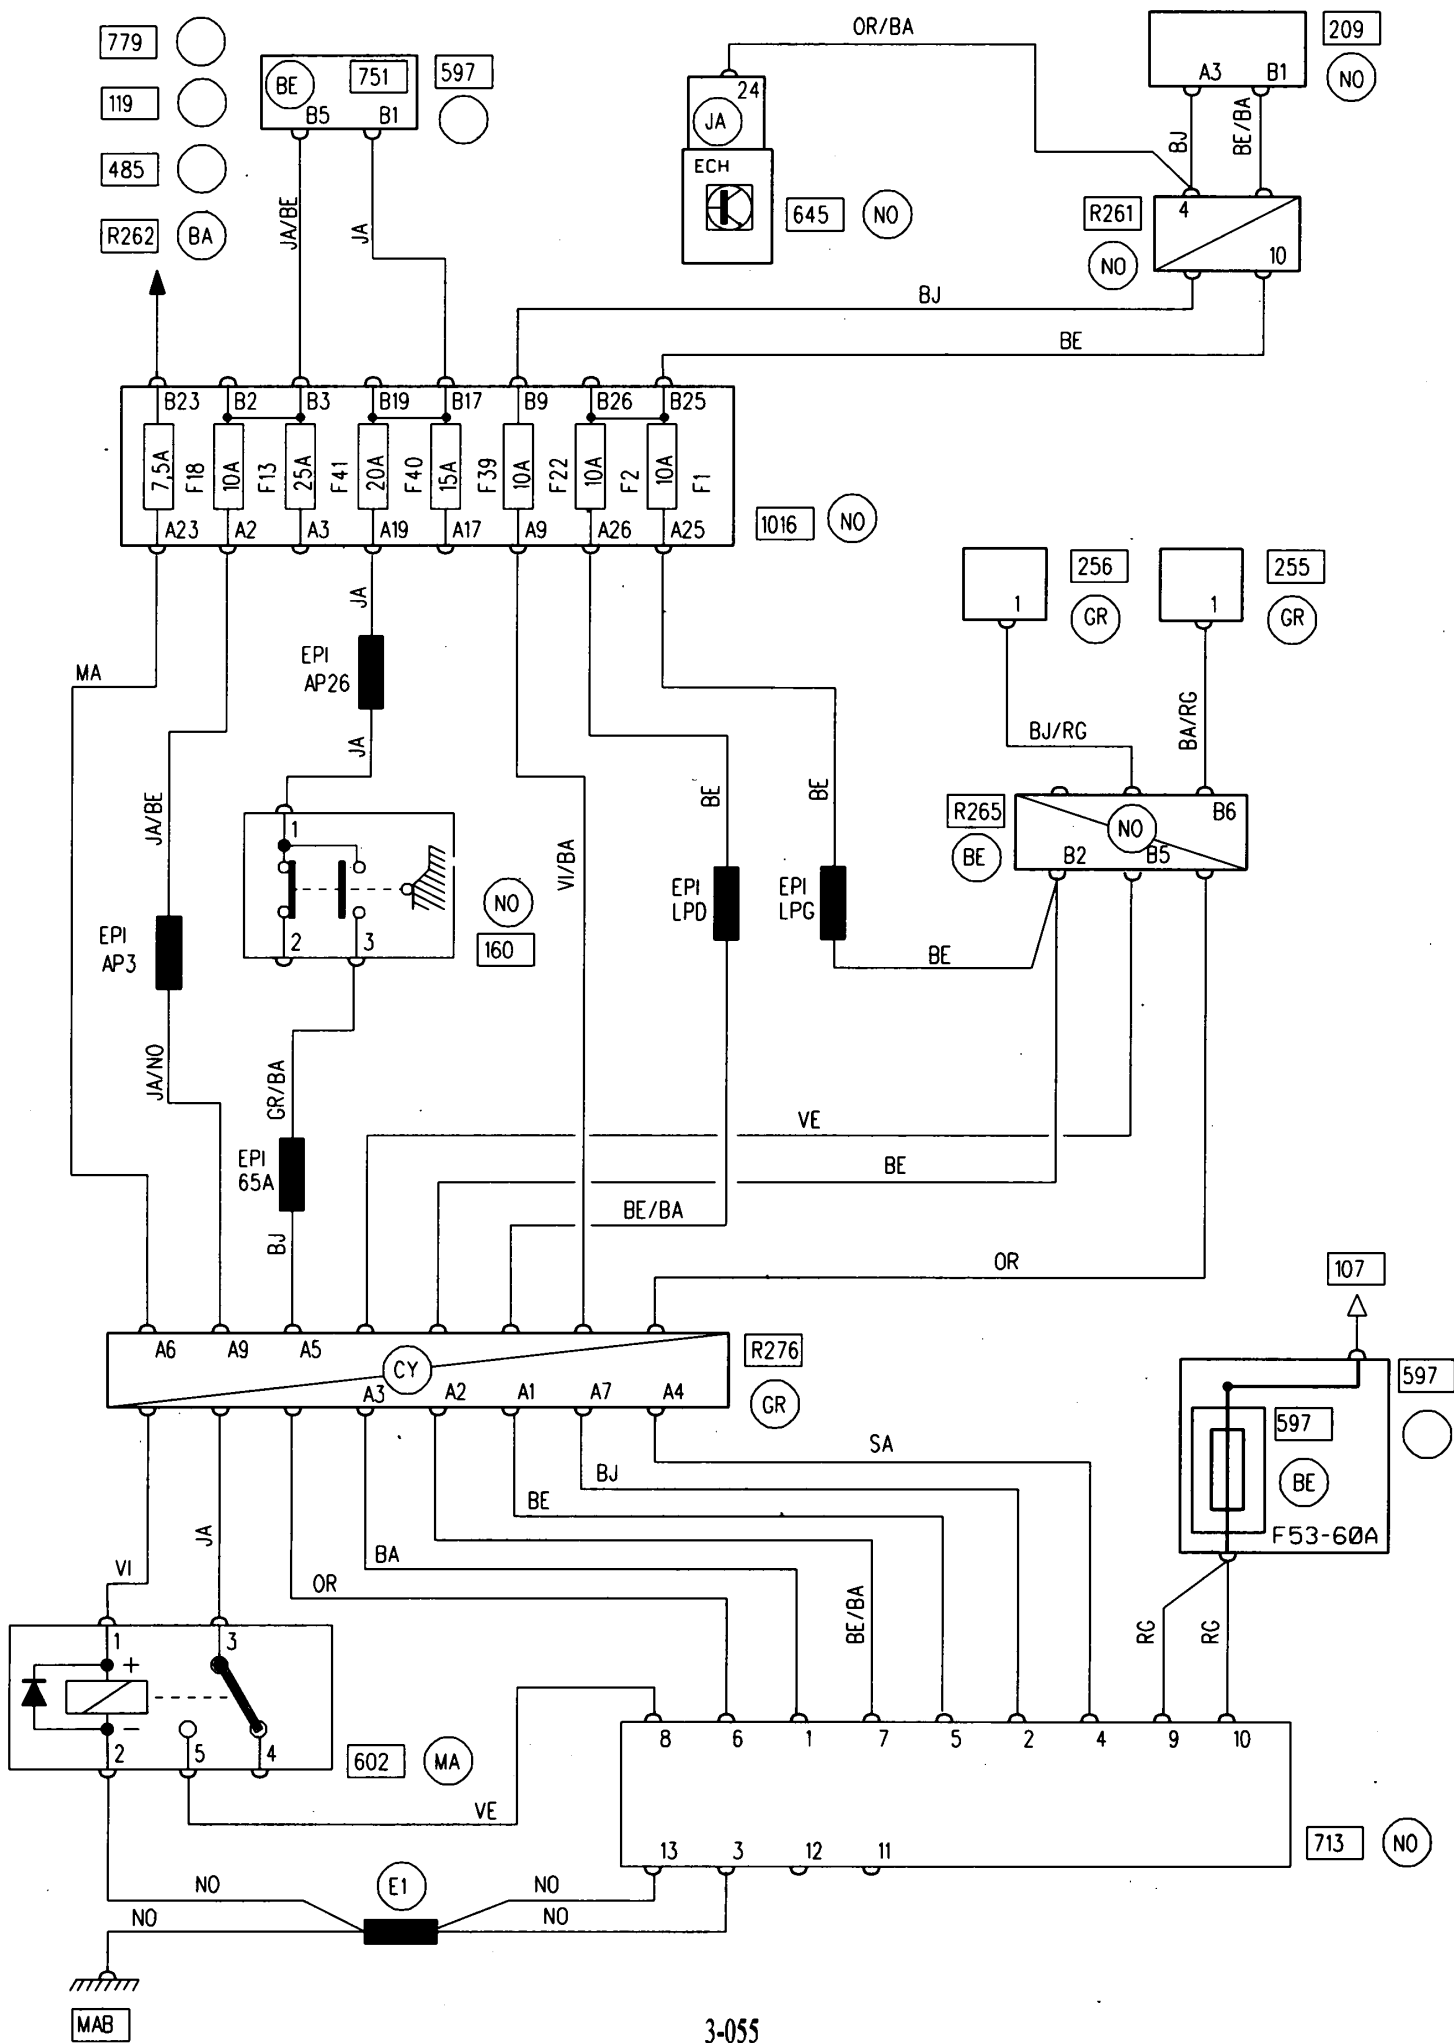 779
119
485
R262 BA
BE 751 597
B5 B1
JA/BE
JA
24
JA
ECH
645 NO
OR/BA
209
NO
A3 B1
BJ
BE/BA
R261
NO
4
10
BJ
BE
B23 B2 B3 B19 B17 B9 B26 B25
7,5A F18 10A F13 25A F41 20A F40 15A F39 10A F22 10A F2 10A F1
A23 A2 A3 A19 A17 A9 A26 A25
1016 NO
256
GR
1
255
GR
1
MA
JA
EPI
AP26
JA
BJ/RG
BA/RG
JA/BE
VI/BA
BE
BE
R265
BE
NO
B6
B2 B5
1
2 3
NO
160
EPI
LPD
EPI
LPG
BE
EPI
AP3
JA/NO
GR/BA
VE
EPI
65A
BE
BE/BA
BJ
OR
107
A6 A9 A5
CY
A3 A2 A1 A7 A4
R276
GR
597
597
BE
F53-60A
SA
BJ
BE
JA
VI
BA
OR
BE/BA
RG
RG
1 3
+
−
2 5 4
602 MA
VE
8 6 1 7 5 2 4 9 10
13 3 12 11
713 NO
NO
E1
NO
NO
NO
MAB
3-055